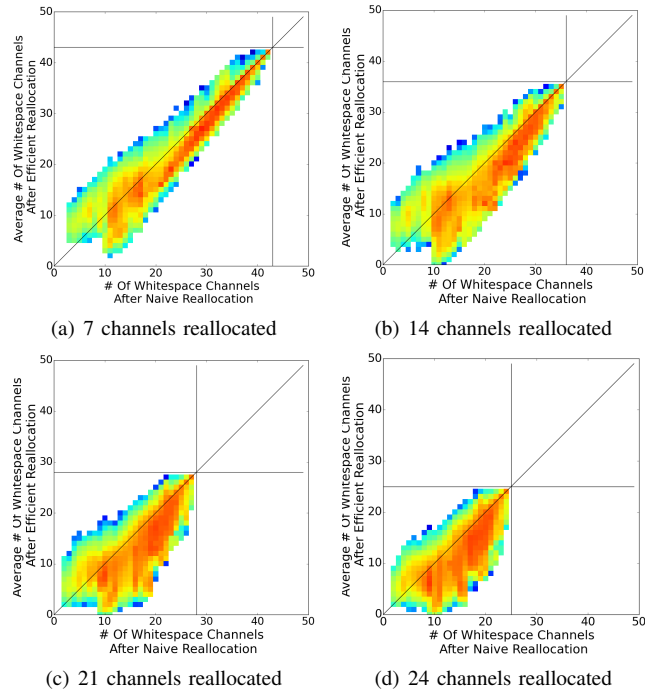 50
40
30
20
10
0
Average # Of Whitespace Channels
After Efficient Reallocation
0 10 20 30 40 50
# Of Whitespace Channels
After Naive Reallocation
(a) 7 channels reallocated
50
40
30
20
10
0
Average # Of Whitespace Channels
After Efficient Reallocation
0 10 20 30 40 50
# Of Whitespace Channels
After Naive Reallocation
(b) 14 channels reallocated
50
40
30
20
10
0
Average # Of Whitespace Channels
After Efficient Reallocation
0 10 20 30 40 50
# Of Whitespace Channels
After Naive Reallocation
(c) 21 channels reallocated
50
40
30
20
10
0
Average # Of Whitespace Channels
After Efficient Reallocation
0 10 20 30 40 50
# Of Whitespace Channels
After Naive Reallocation
(d) 24 channels reallocated